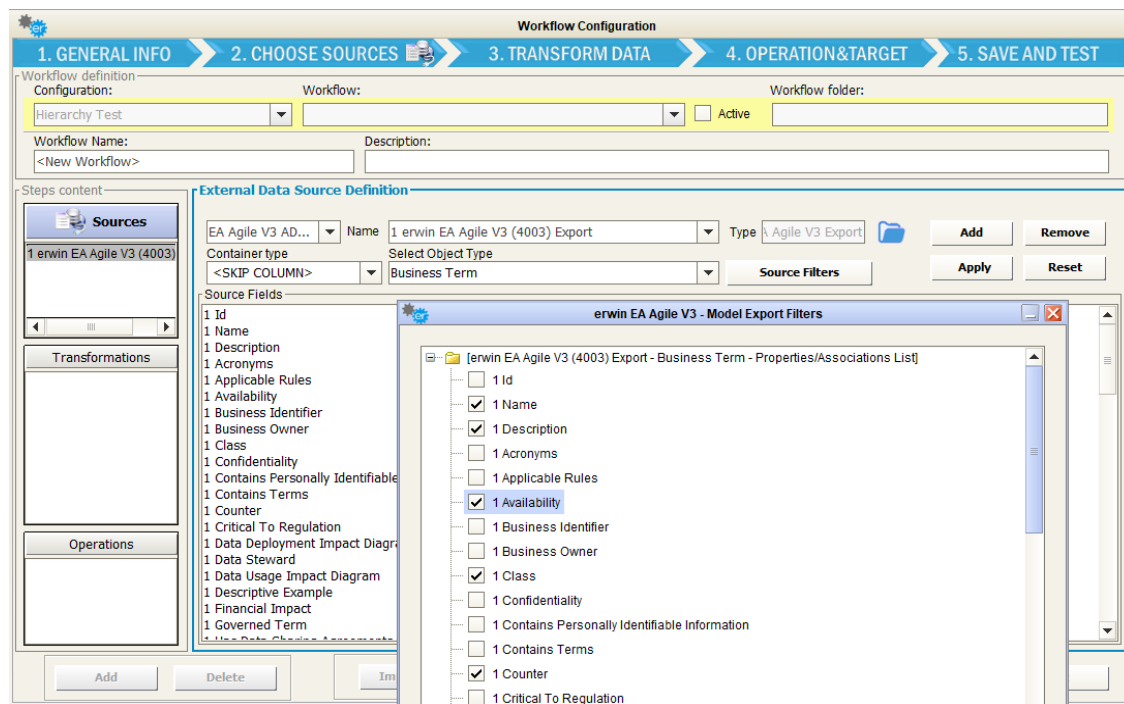 Workflow Configuration
1. GENERAL INFO 2. CHOOSE SOURCES 3. TRANSFORM DATA 4. OPERATION&TARGET 5. SAVE AND TEST
Workflow definition
Configuration: Workflow: Workflow folder:
Hierarchy Test Active
Workflow Name: Description:
<New Workflow>
Steps content
Sources
1 erwin EA Agile V3 (4003)
Transformations
Operations
External Data Source Definition
EA Agile V3 AD... Name 1 erwin EA Agile V3 (4003) Export Type Agile V3 Export Add Remove
Container type Select Object Type
<SKIP COLUMN> Business Term Source Filters Apply Reset
Source Fields
1 Id
1 Name
1 Description
1 Acronyms
1 Applicable Rules
1 Availability
1 Business Identifier
1 Business Owner
1 Class
1 Confidentiality
1 Contains Personally Identifiable
1 Contains Terms
1 Counter
1 Critical To Regulation
1 Data Deployment Impact Diagra
1 Data Steward
1 Data Usage Impact Diagram
1 Descriptive Example
1 Financial Impact
1 Governed Term
erwin EA Agile V3 - Model Export Filters
[erwin EA Agile V3 (4003) Export - Business Term - Properties/Associations List]
1 Id
1 Name
1 Description
1 Acronyms
1 Applicable Rules
1 Availability
1 Business Identifier
1 Business Owner
1 Class
1 Confidentiality
1 Contains Personally Identifiable Information
1 Contains Terms
1 Counter
1 Critical To Regulation
Add Delete Im